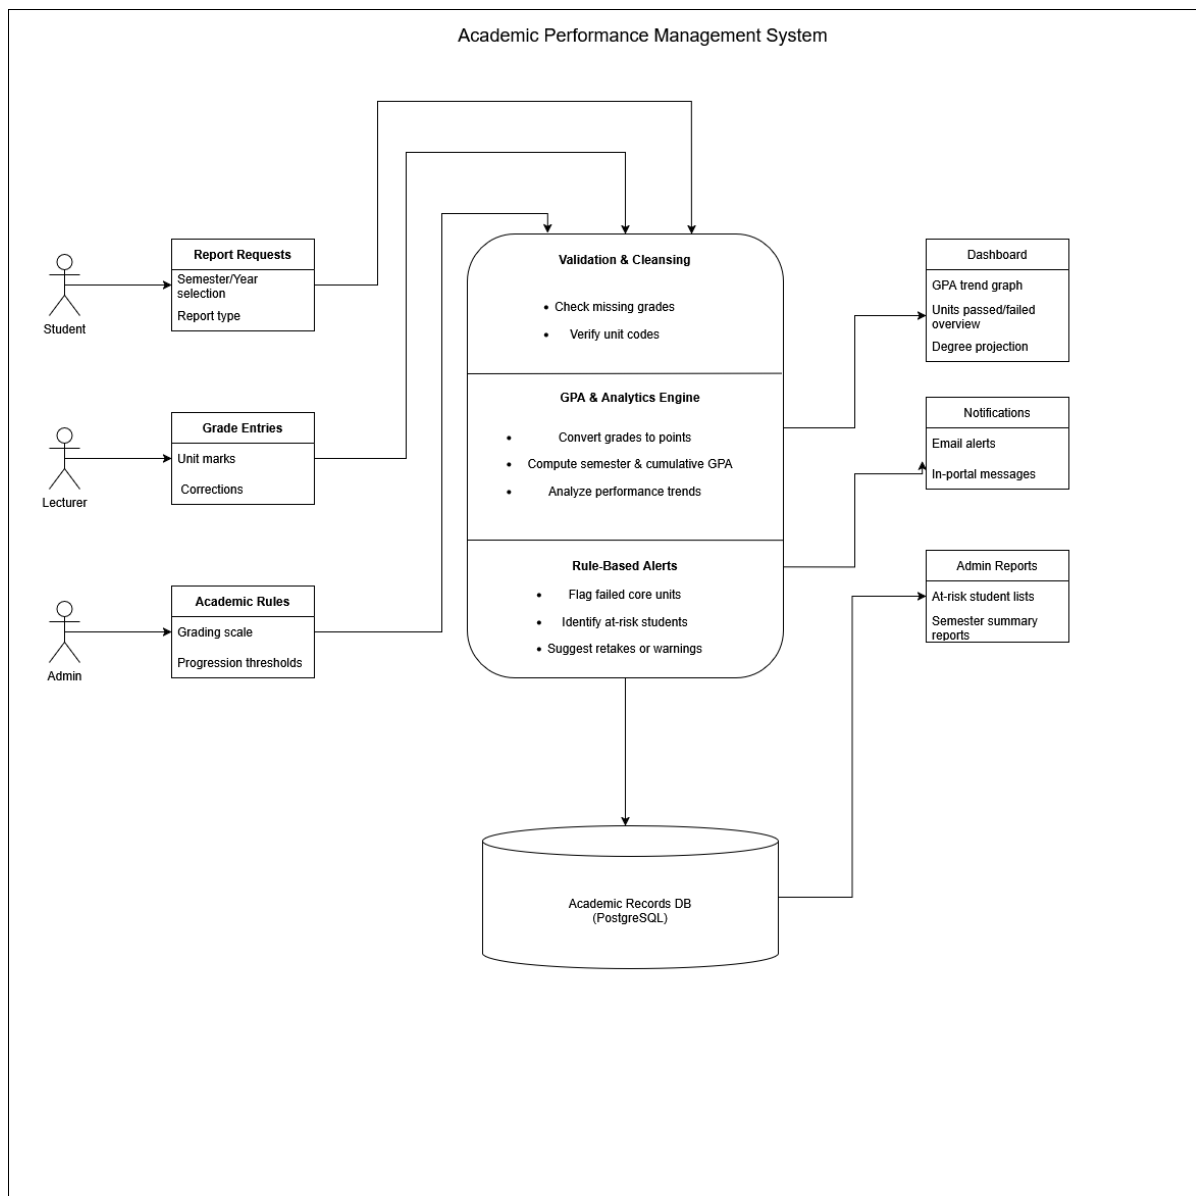 Academic Performance Management System
Student
Report Requests
Semester/Year
selection
Report type
Lecturer
Grade Entries
Unit marks
Corrections
Admin
Academic Rules
Grading scale
Progression thresholds
Validation & Cleansing
• Check missing grades
• Verify unit codes
GPA & Analytics Engine
• Convert grades to points
• Compute semester & cumulative GPA
• Analyze performance trends
Rule-Based Alerts
• Flag failed core units
• Identify at-risk students
• Suggest retakes or warnings
Academic Records DB
(PostgreSQL)
Dashboard
GPA trend graph
Units passed/failed
overview
Degree projection
Notifications
Email alerts
In-portal messages
Admin Reports
At-risk student lists
Semester summary
reports